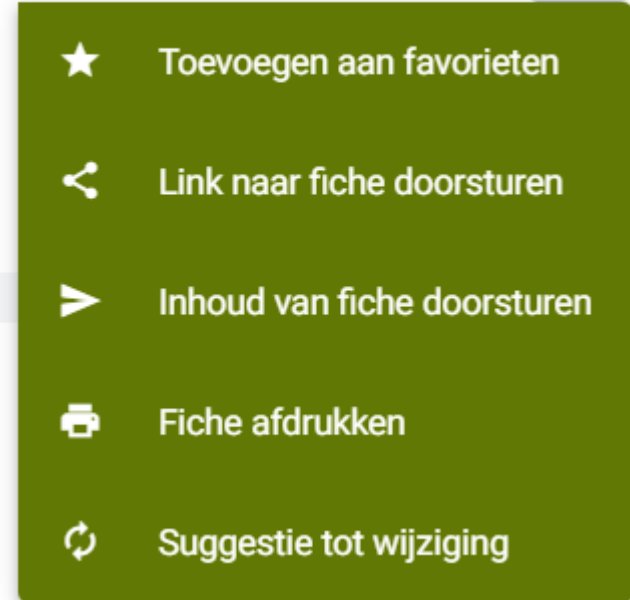 Toevoegen aan favorieten
Link naar fiche doorsturen
Inhoud van fiche doorsturen
Fiche afdrukken
Suggestie tot wijziging